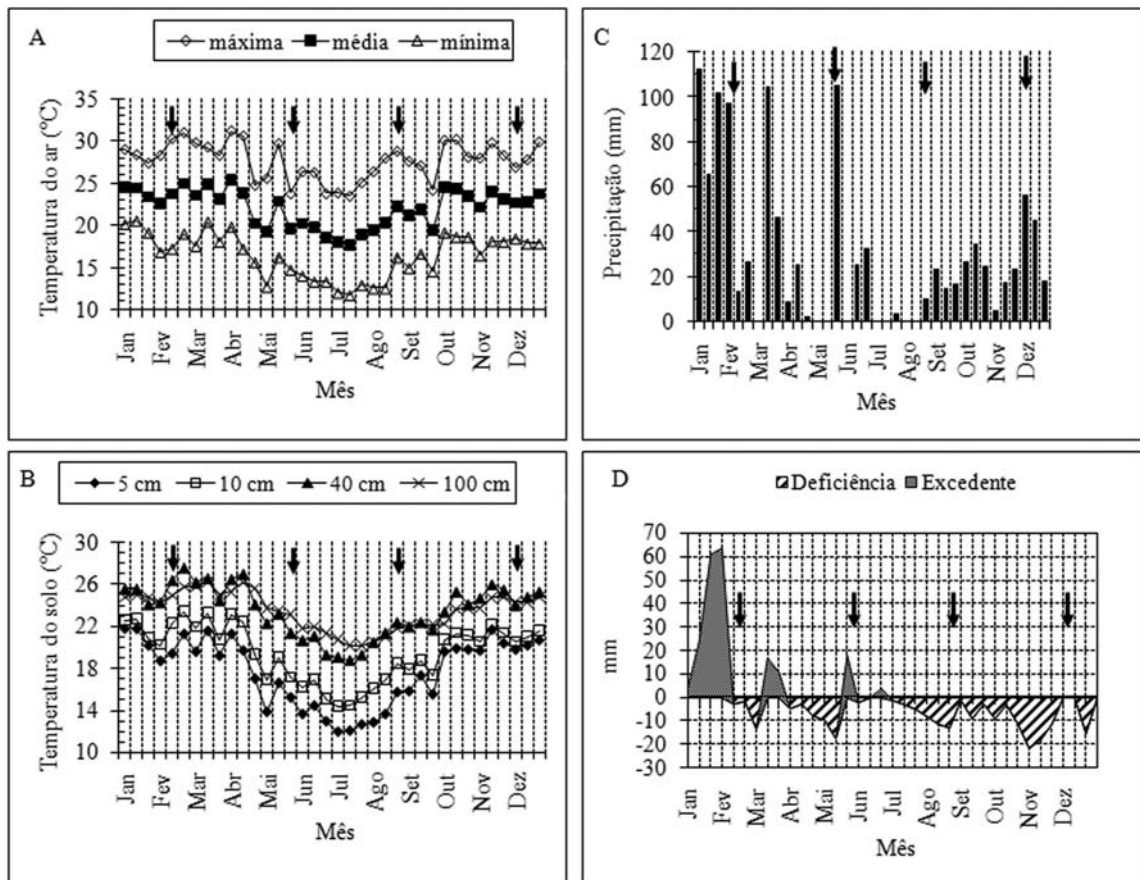 A
máxima média mínima
Temperatura do ar (°C)
35
30
25
20
15
10
Jan Fev Mar Abr Mai Jun Jul Ago Set Out Nov Dez
Mês
C
Precipitação (mm)
120
100
80
60
40
20
0
Jan Fev Mar Abr Mai Jun Jul Ago Set Out Nov Dez
Mês
B
5 cm 10 cm 40 cm 100 cm
Temperatura do solo (°C)
30
26
22
18
14
10
Jan Fev Mar Abr Mai Jun Jul Ago Set Out Nov Dez
Mês
D
Deficiência Excedente
mm
70
60
50
40
30
20
10
0
-10
-20
-30
Jan Fev Mar Abr Mai Jun Jul Ago Set Out Nov Dez
Mês